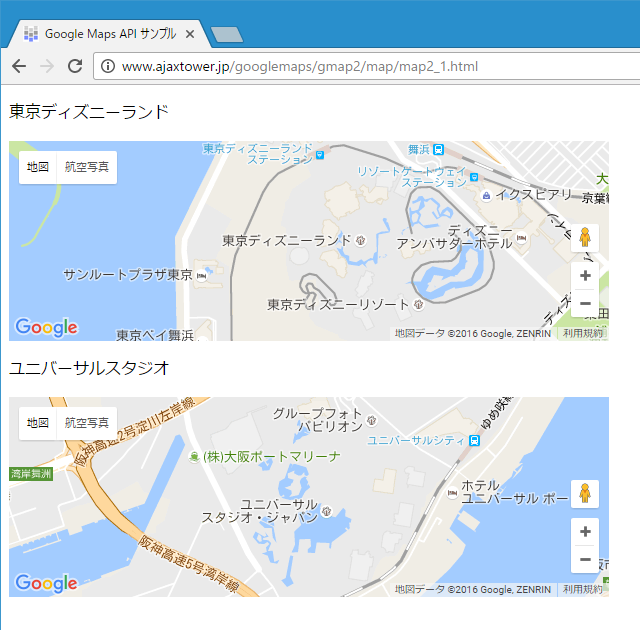 Google Maps API サンプル
www.ajaxtower.jp/googlemaps/gmap2/map/map2_1.html
東京ディズニーランド
地図 航空写真
東京ディズニーランド
ステーション
舞浜
リゾートゲートウェイ
ステーション
イクスピアリ
京葉線
東京ディズニーランド
ディズニー
アンバサダーホテル
サンルートプラザ東京
東京ディズニーリゾート
東京ベイ舞浜
Google
地図データ ©2016 Google, ZENRIN
利用規約
ユニバーサルスタジオ
地図 航空写真
阪神高速2号淀川左岸線
グループフォト
パビリオン
ゆめ咲線
ユニバーサルシティ
(株)大阪ポートマリーナ
湾岸舞洲
ホテル
ユニバーサル ポー
ユニバーサル
スタジオ・ジャパン
阪神高速5号湾岸線
Google
地図データ ©2016 Google, ZENRIN
利用規約